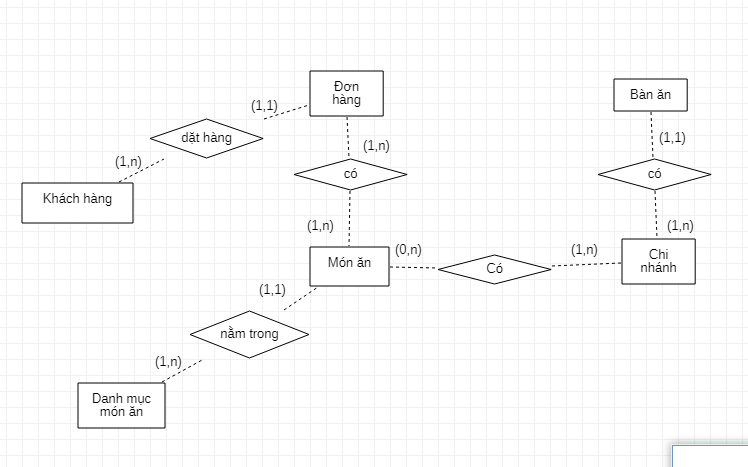 Đơn
hàng
Bàn ăn
(1,1)
dặt hàng
(1,1)
(1,n)
(1,n)
có
có
Khách hàng
(1,n)
(1,n)
Món ăn
(0,n)
Có
(1,n)
Chi
nhánh
(1,1)
nằm trong
(1,n)
Danh mục
món ăn